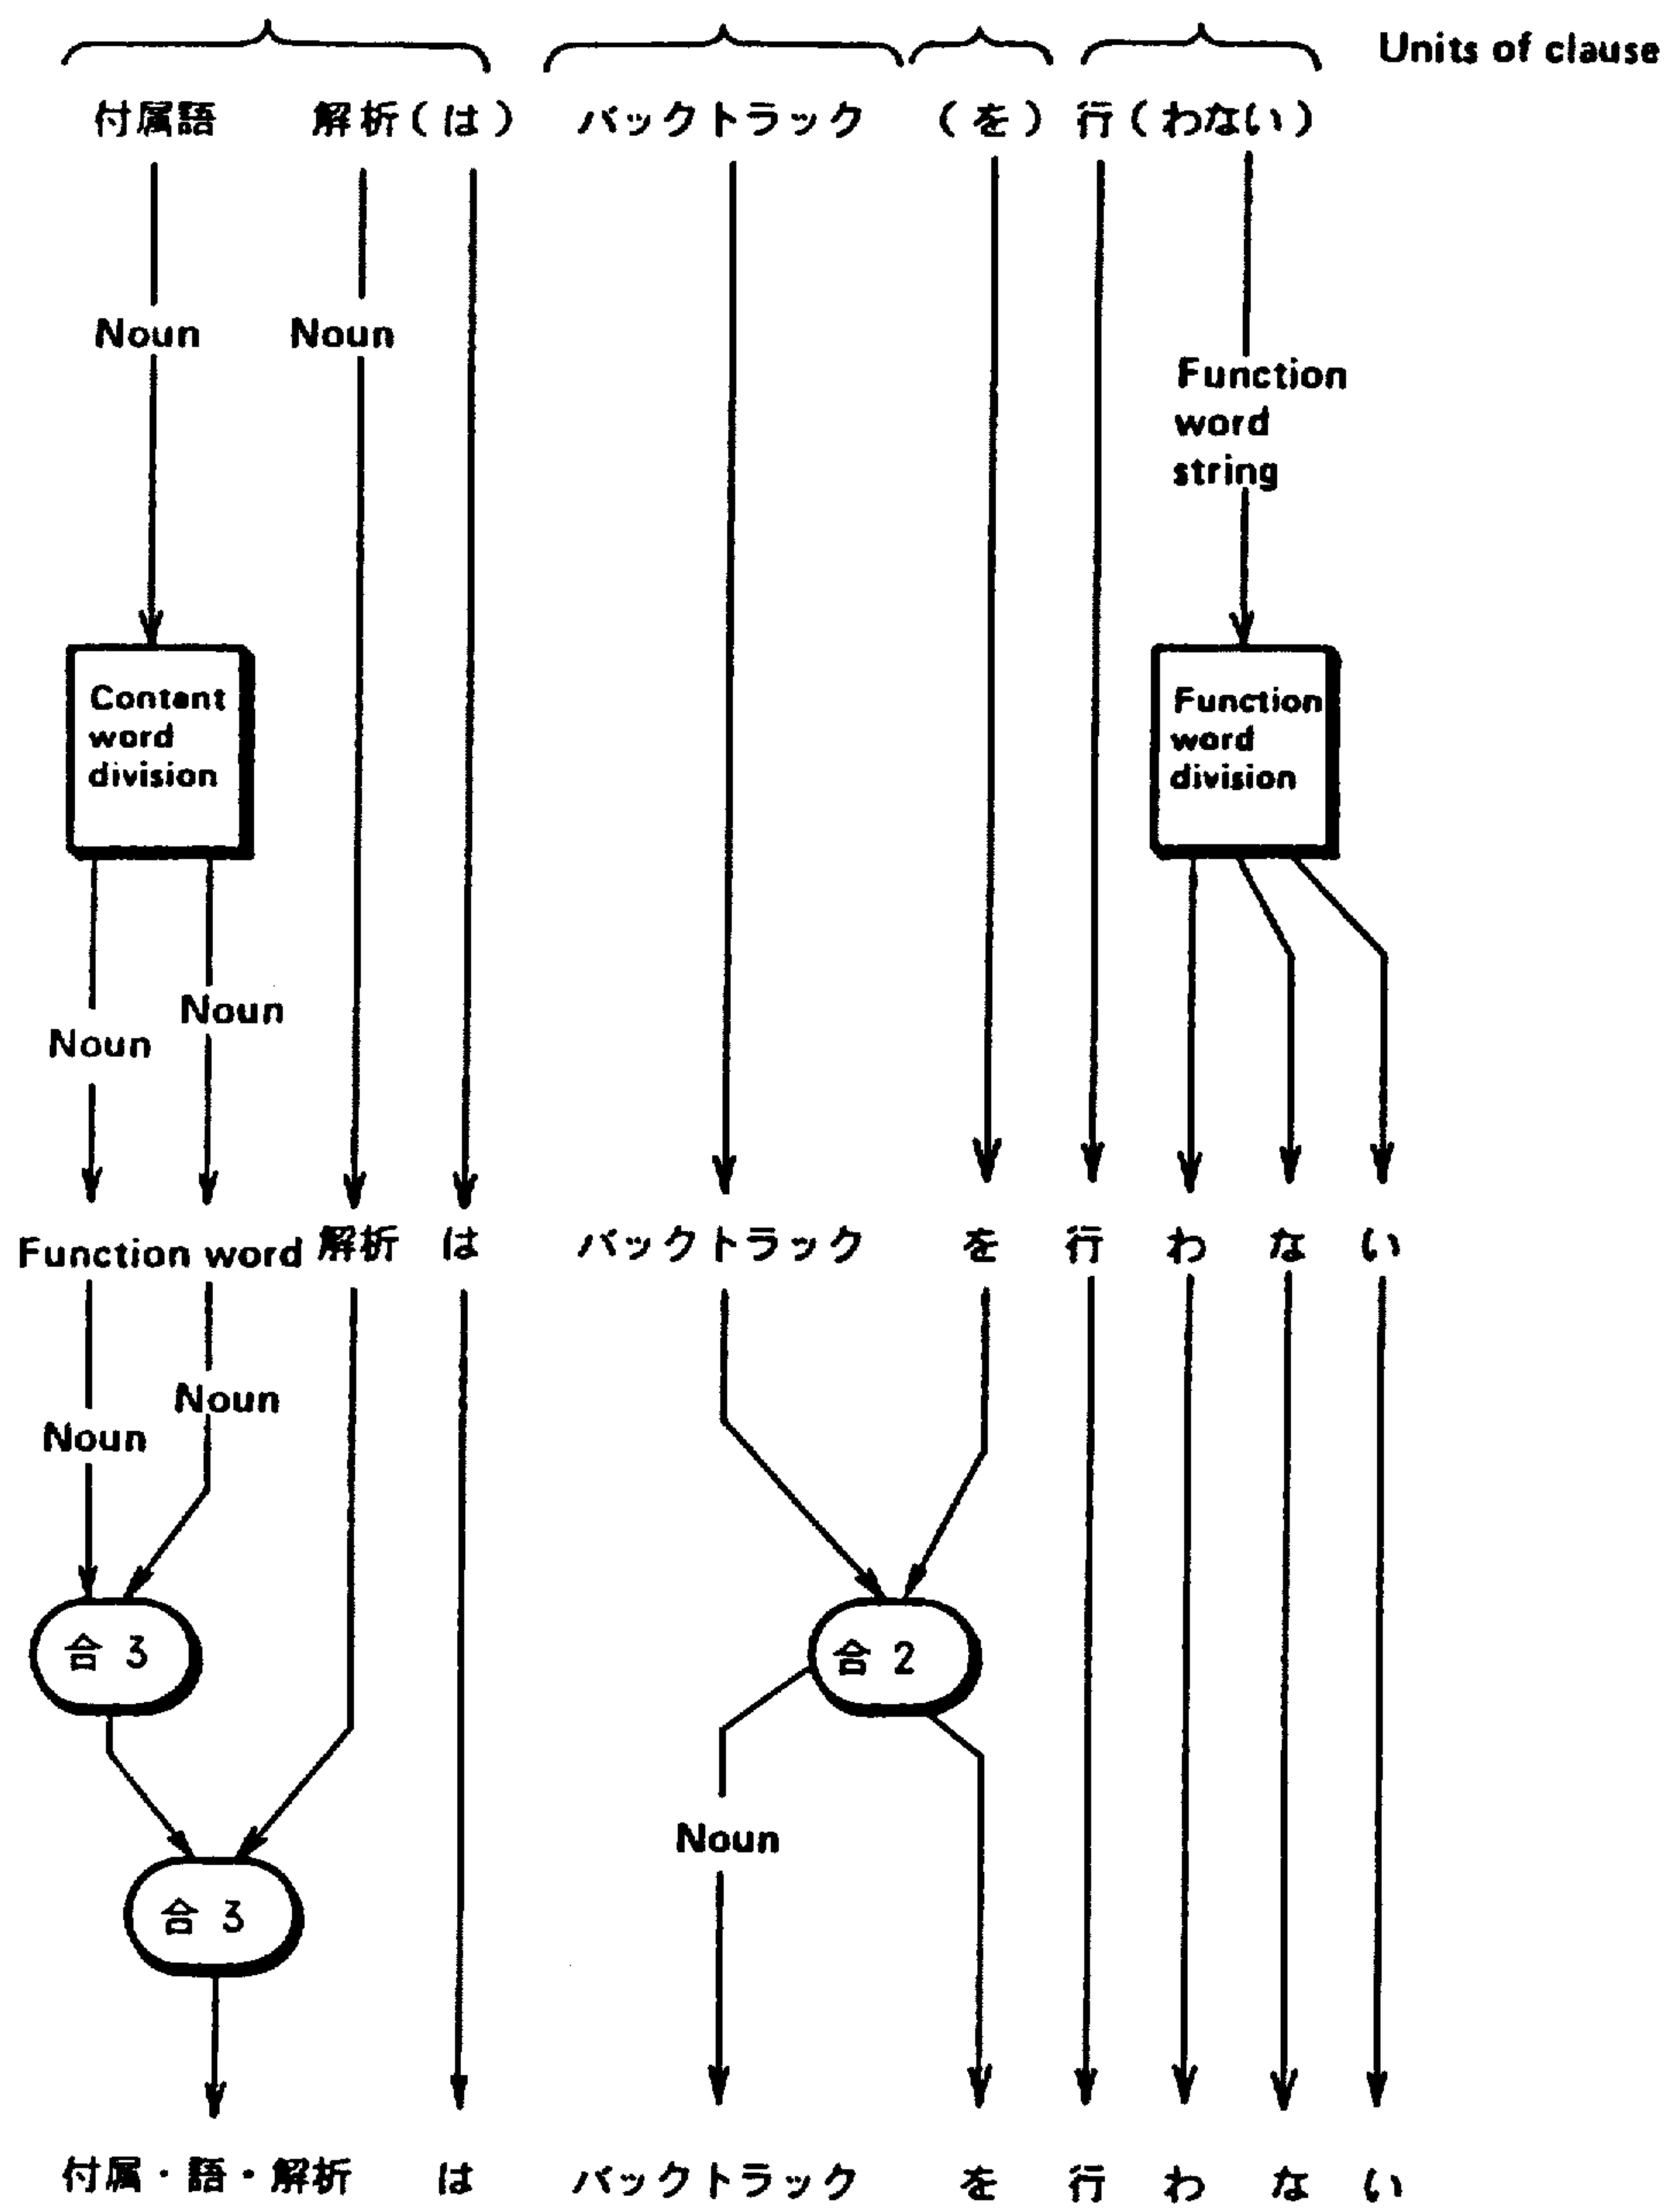 Units of clause
付属語 解析(は) バックトラック (を) 行(わない)
Noun Noun
Function
word
string
Content
word
division
Function
word
division
Noun
Noun
Function word 解析 は バックトラック を 行 わ な い
Noun
Noun
合 3
合 2
Noun
合 3
付属・語・解析 は バックトラック を 行 わ な い